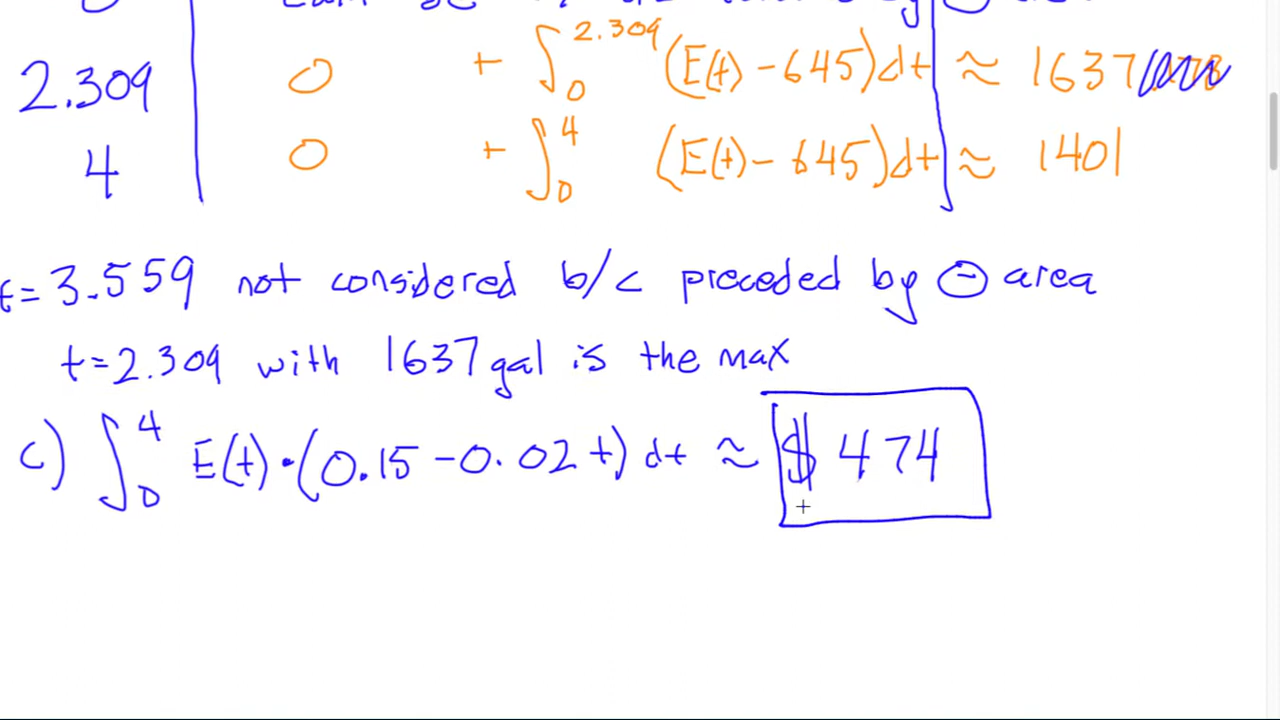 2.309 0 + ∫₀^2.309 (E(t) - 645)dt ≈ 1637
4 0 + ∫₀^4 (E(t) - 645)dt ≈ 1401
t = 3.559 not considered b/c preceded by ⊖ area
t = 2.309 with 1637 gal is the max
c) ∫₀^4 E(t)·(0.15 - 0.02t) dt ≈ $474